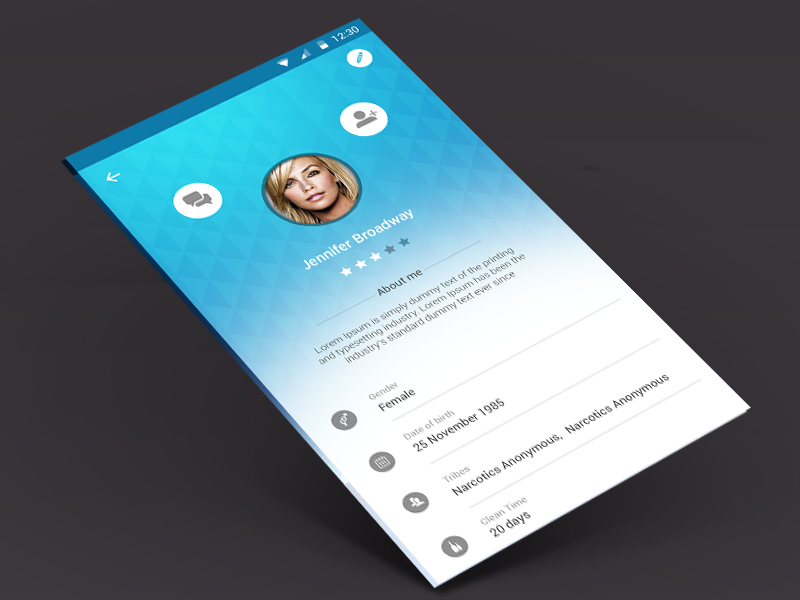 12:30
Jennifer Broadway
About me
Lorem Ipsum is simply dummy text of the printing
and typesetting industry. Lorem Ipsum has been the
industry's standard dummy text ever since
Gender
Female
Date of birth
25 November 1985
Tribes
Narcotics Anonymous, Narcotics Anonymous
Clean Time
20 days